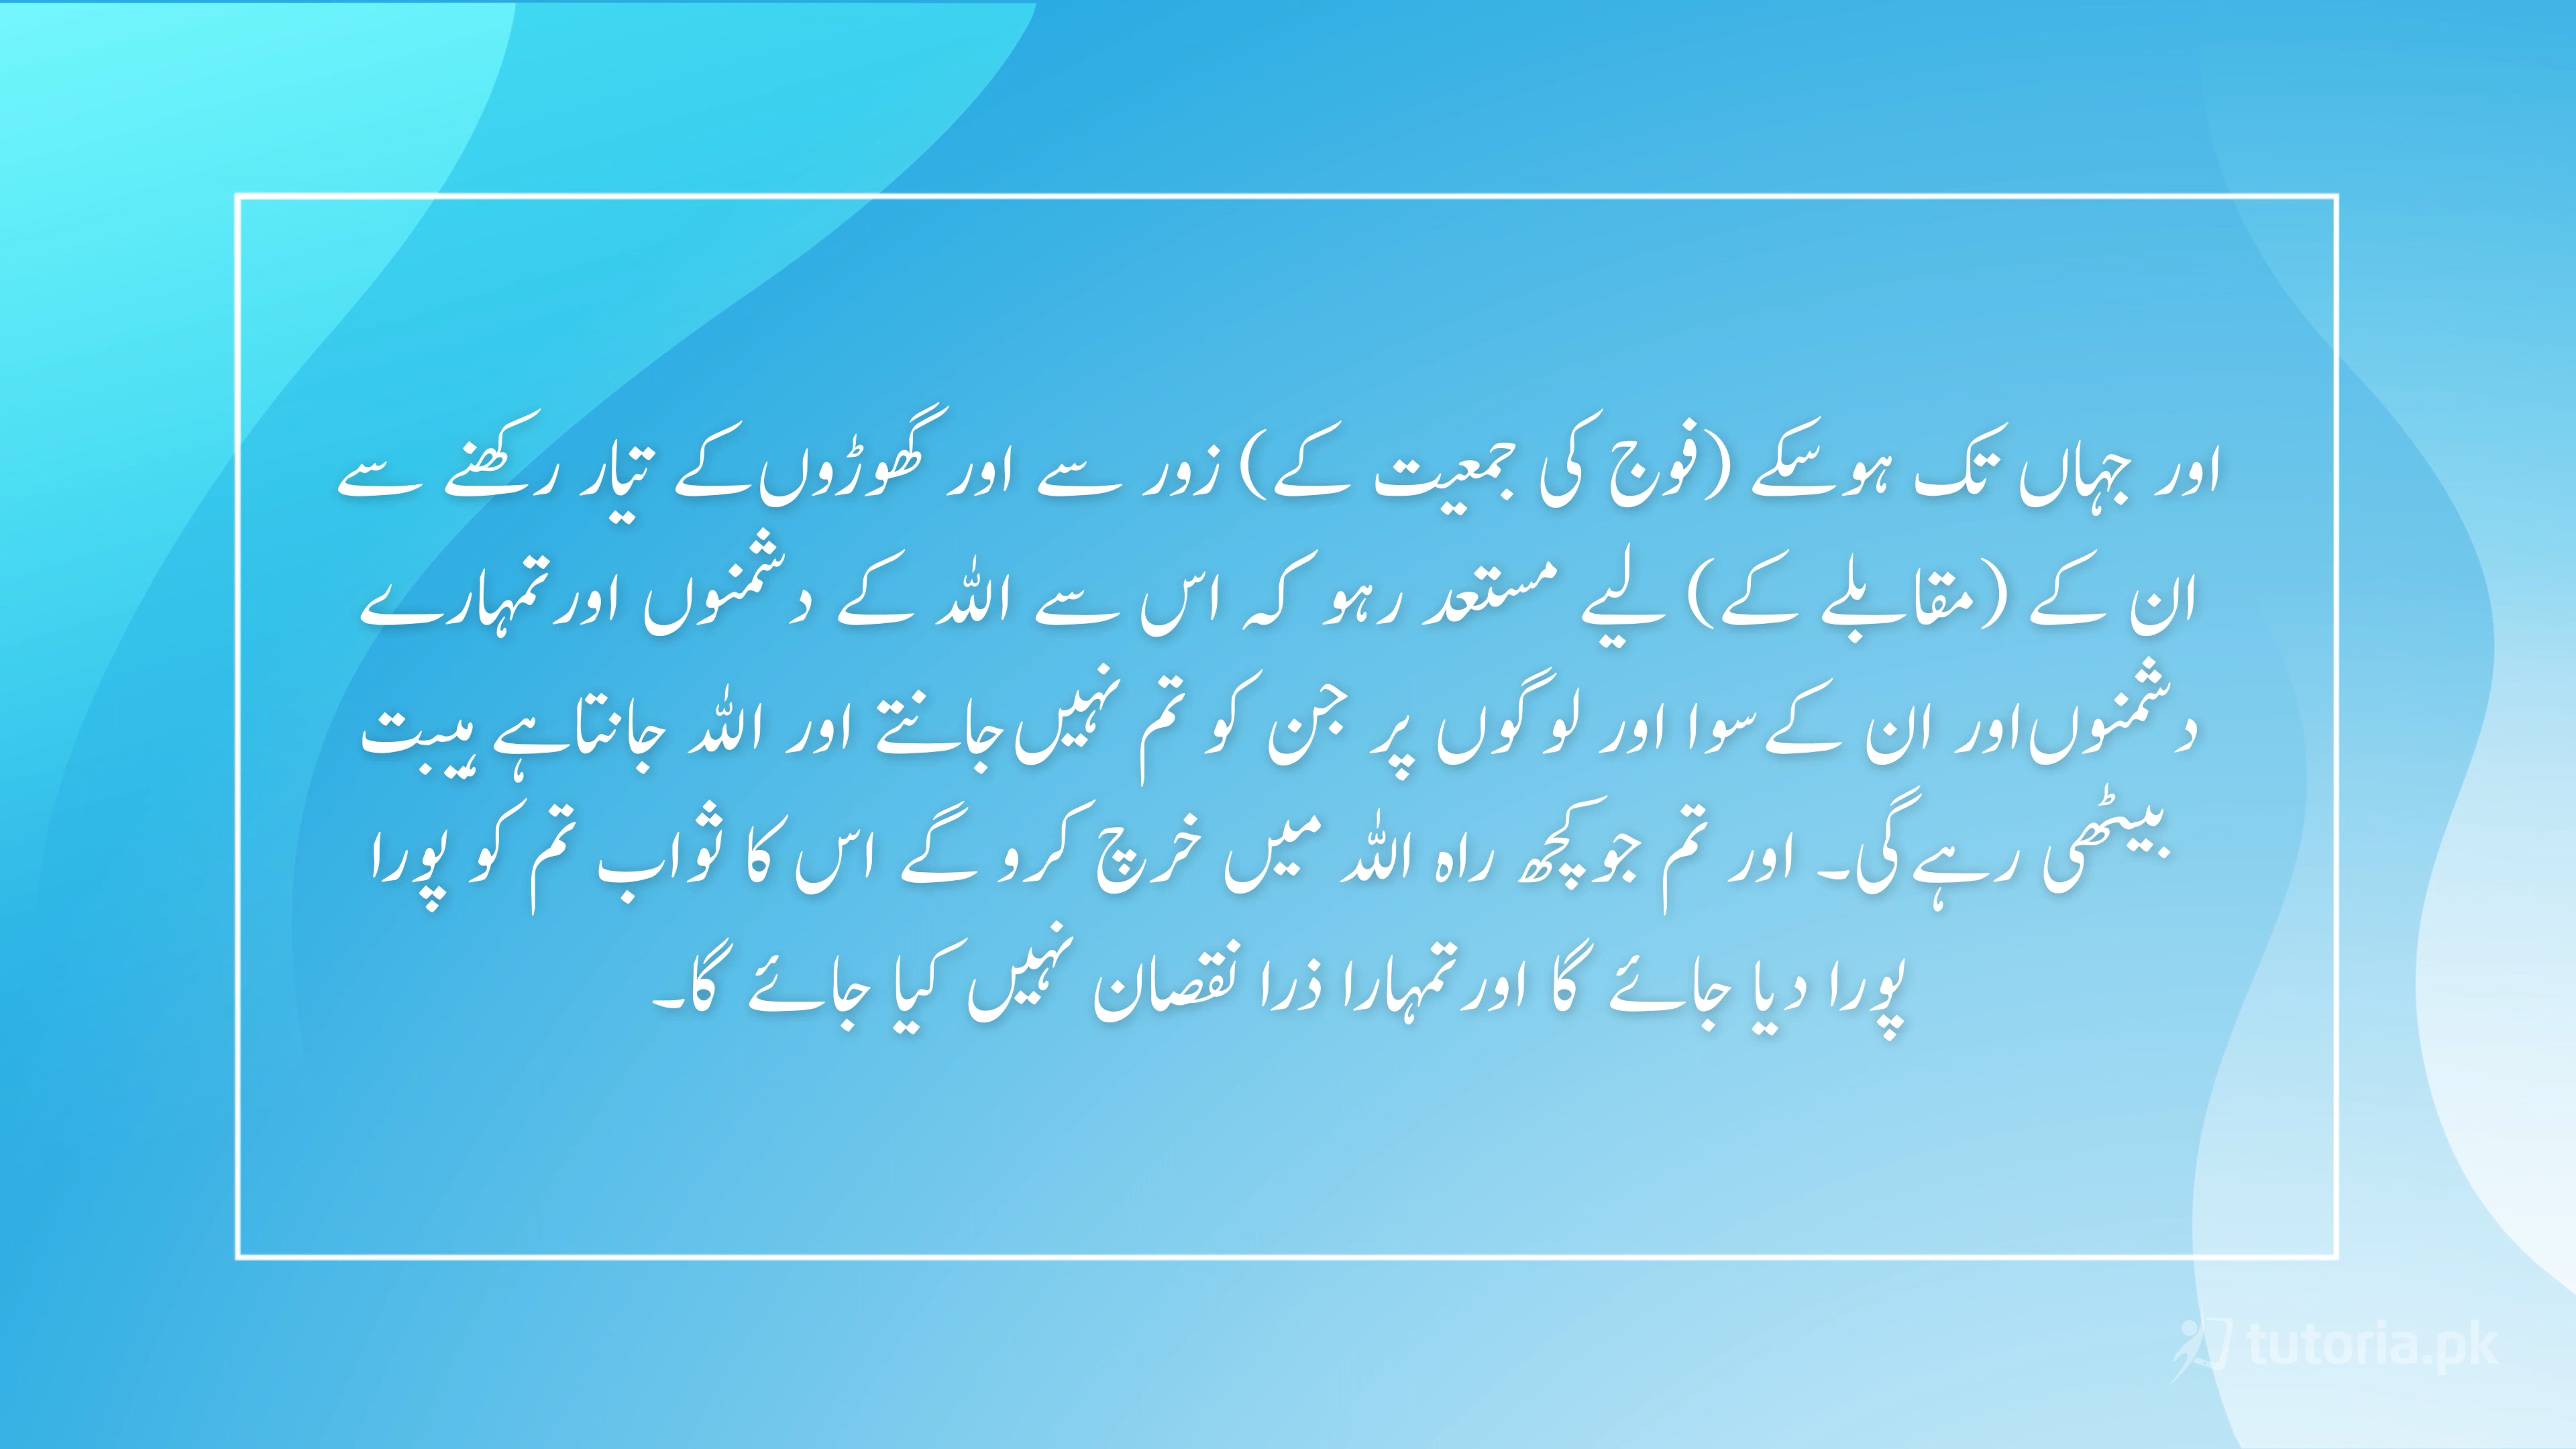 اور جہاں تک ہوسکے (فوج کی جمعیت کے) زور سے اور گھوڑوں کے تیار رکھنے سے
ان کے (مقابلے کے) لیے مستعد رہو کہ اس سے اللہ کے دشمنوں اور تمہارے
دشمنوں اور ان کے سوا اور لوگوں پر جن کو تم نہیں جانتے اور اللہ جانتا ہے ہیبت
بیٹھی رہے گی۔ اور تم جو کچھ راہ اللہ میں خرچ کرو گے اس کا ثواب تم کو پورا
پورا دیا جائے گا اور تمہارا ذرا نقصان نہیں کیا جائے گا۔
tutoria.pk